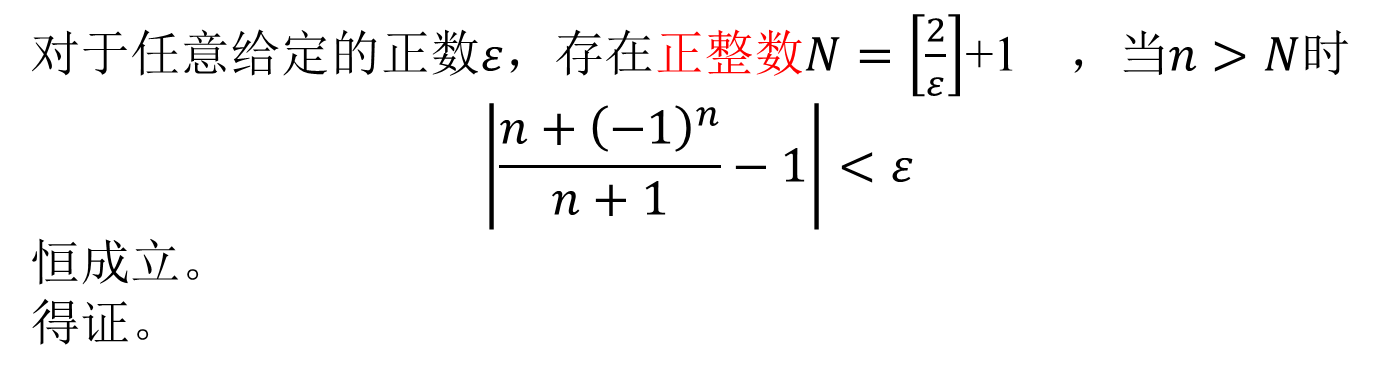 对于任意给定的正数ε，存在正整数N = [2/ε]+1 ，当n > N时
|(n + (−1)ⁿ)/(n + 1) − 1| < ε
恒成立。
得证。